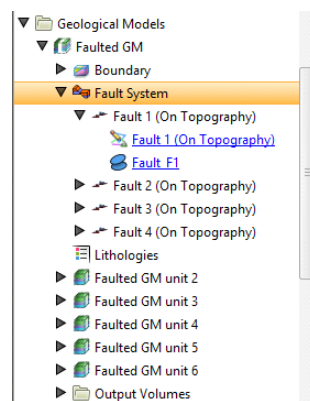 Geological Models
Faulted GM
Boundary
Fault System
Fault 1 (On Topography)
Fault 1 (On Topography)
Fault_F1
Fault 2 (On Topography)
Fault 3 (On Topography)
Fault 4 (On Topography)
Lithologies
Faulted GM unit 2
Faulted GM unit 3
Faulted GM unit 4
Faulted GM unit 5
Faulted GM unit 6
Output Volumes